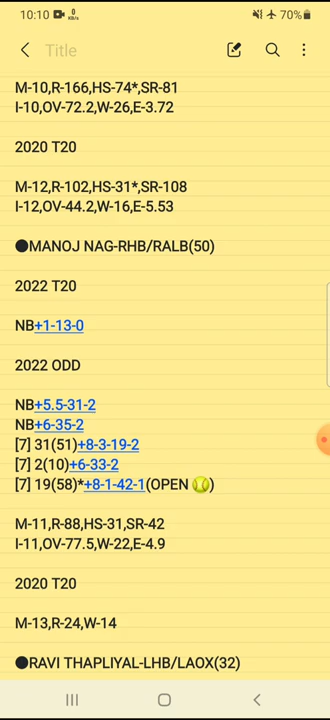 10:10
0
KB/s
70%
Title
M-10,R-166,HS-74*,SR-81
I-10,OV-72.2,W-26,E-3.72
2020 T20
M-12,R-102,HS-31*,SR-108
I-12,OV-44.2,W-16,E-5.53
●MANOJ NAG-RHB/RALB(50)
2022 T20
NB+1-13-0
2022 ODD
NB+5.5-31-2
NB+6-35-2
[7] 31(51)+8-3-19-2
[7] 2(10)+6-33-2
[7] 19(58)*+8-1-42-1(OPEN 🎾)
M-11,R-88,HS-31,SR-42
I-11,OV-77.5,W-22,E-4.9
2020 T20
M-13,R-24,W-14
●RAVI THAPLIYAL-LHB/LAOX(32)